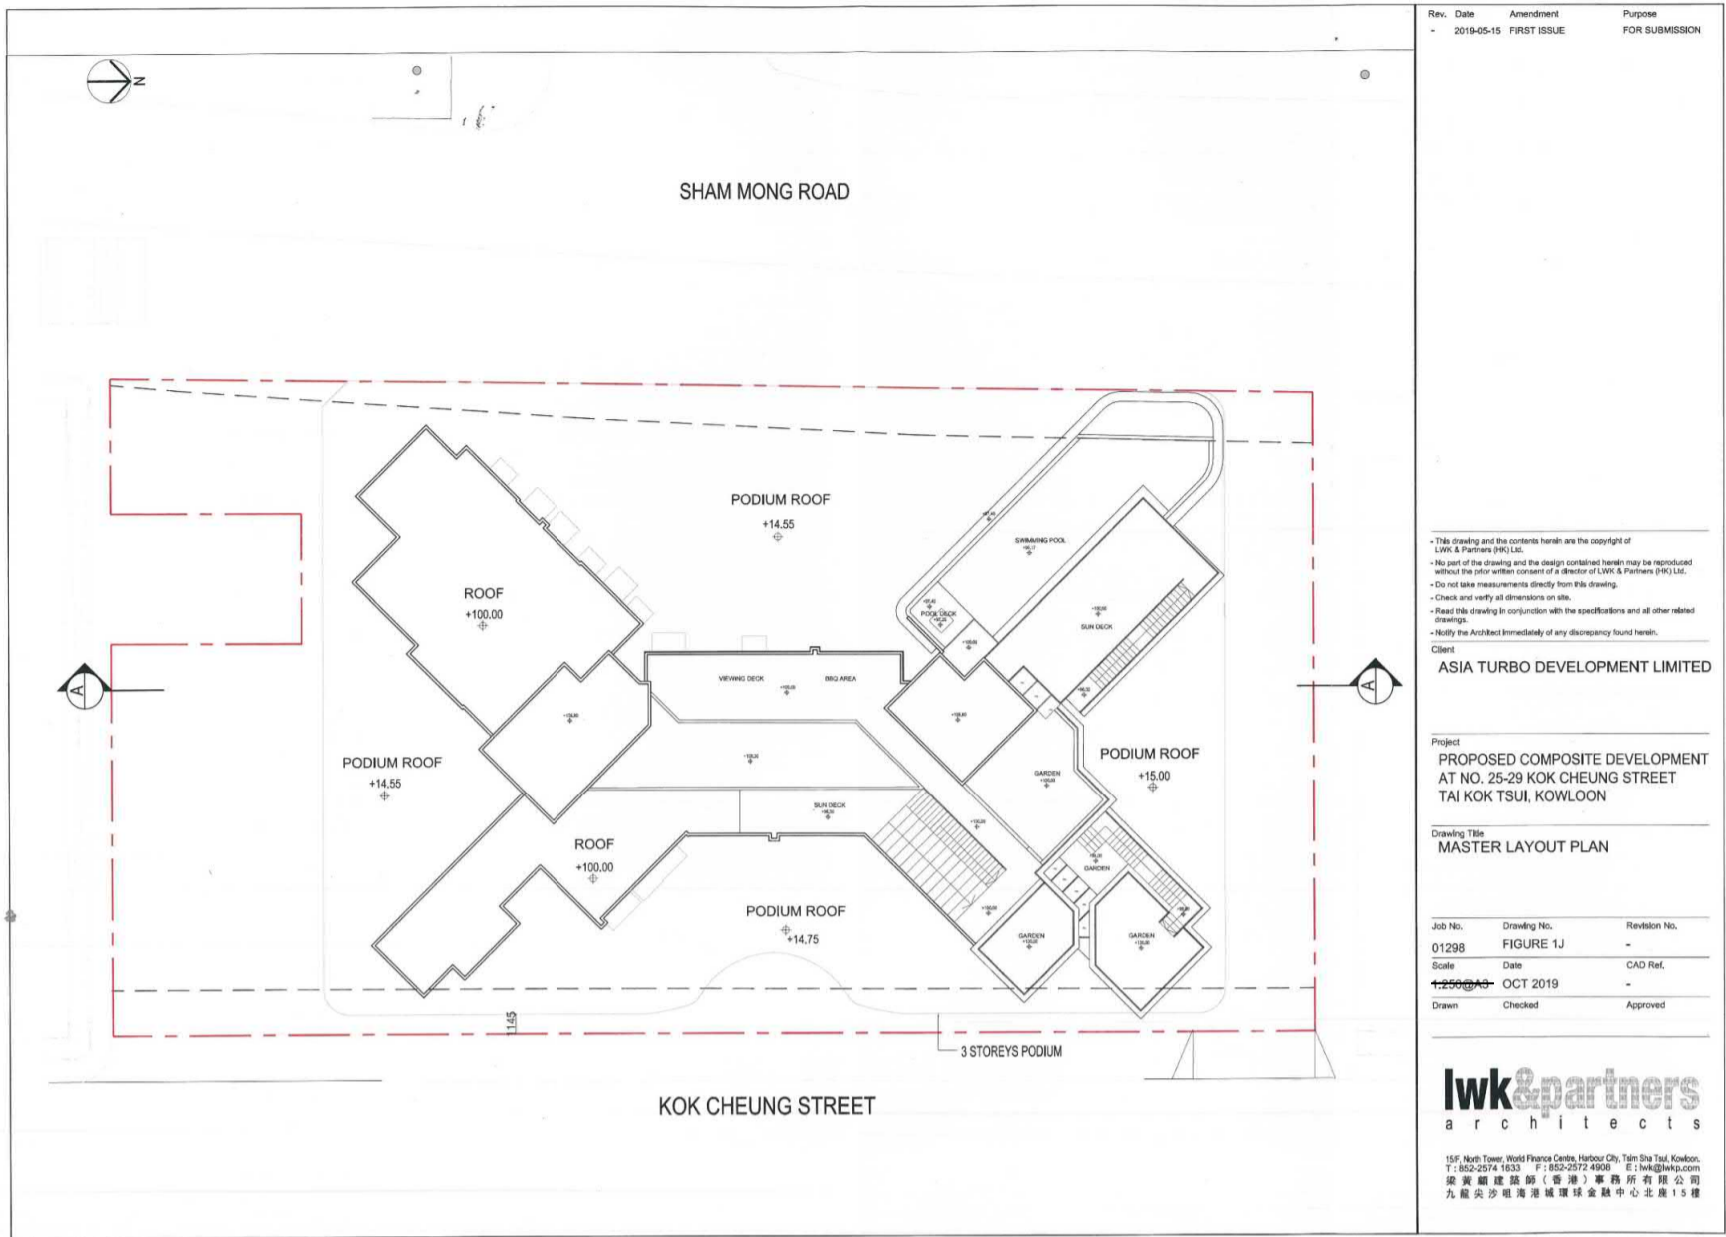 Rev. Date Amendment Purpose
- 2019-05-15 FIRST ISSUE FOR SUBMISSION
N
SHAM MONG ROAD
PODIUM ROOF
+14.55
SWIMMING POOL
ROOF
+100.00
POOL DECK
SUN DECK
VIEWING DECK
BBQ AREA
A
A
PODIUM ROOF
+14.55
PODIUM ROOF
+15.00
GARDEN
SUN DECK
ROOF
+100.00
GARDEN
PODIUM ROOF
+14.75
GARDEN
GARDEN
1145
3 STOREYS PODIUM
KOK CHEUNG STREET
- This drawing and the contents herein are the copyright of
LWK & Partners (HK) Ltd.
- No part of the drawing and the design contained herein may be reproduced
without the prior written consent of a director of LWK & Partners (HK) Ltd.
- Do not take measurements directly from this drawing.
- Check and verify all dimensions on site.
- Read this drawing in conjunction with the specifications and all other related
drawings.
- Notify the Architect immediately of any discrepancy found herein.
Client
ASIA TURBO DEVELOPMENT LIMITED
Project
PROPOSED COMPOSITE DEVELOPMENT
AT NO. 25-29 KOK CHEUNG STREET
TAI KOK TSUI, KOWLOON
Drawing Title
MASTER LAYOUT PLAN
Job No. Drawing No. Revision No.
01298 FIGURE 1J -
Scale Date CAD Ref.
1:250@A3 OCT 2019 -
Drawn Checked Approved
lwk&partners
architects
15/F, North Tower, World Finance Centre, Harbour City, Tsim Sha Tsui, Kowloon.
T : 852-2574 1633 F : 852-2572 4908 E : lwk@lwkp.com
梁黃顧建築師（香港）事務所有限公司
九龍尖沙咀海港城環球金融中心北座15樓